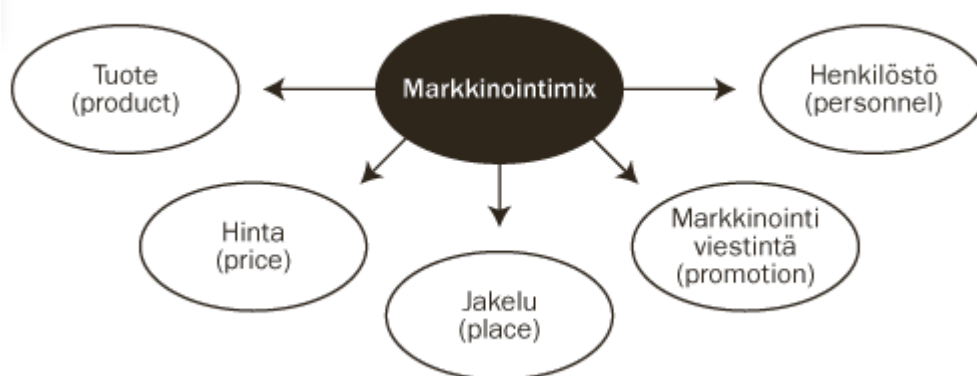 Markkinointimix
Tuote
(product)
Hinta
(price)
Jakelu
(place)
Markkinointi
viestintä
(promotion)
Henkilöstö
(personnel)